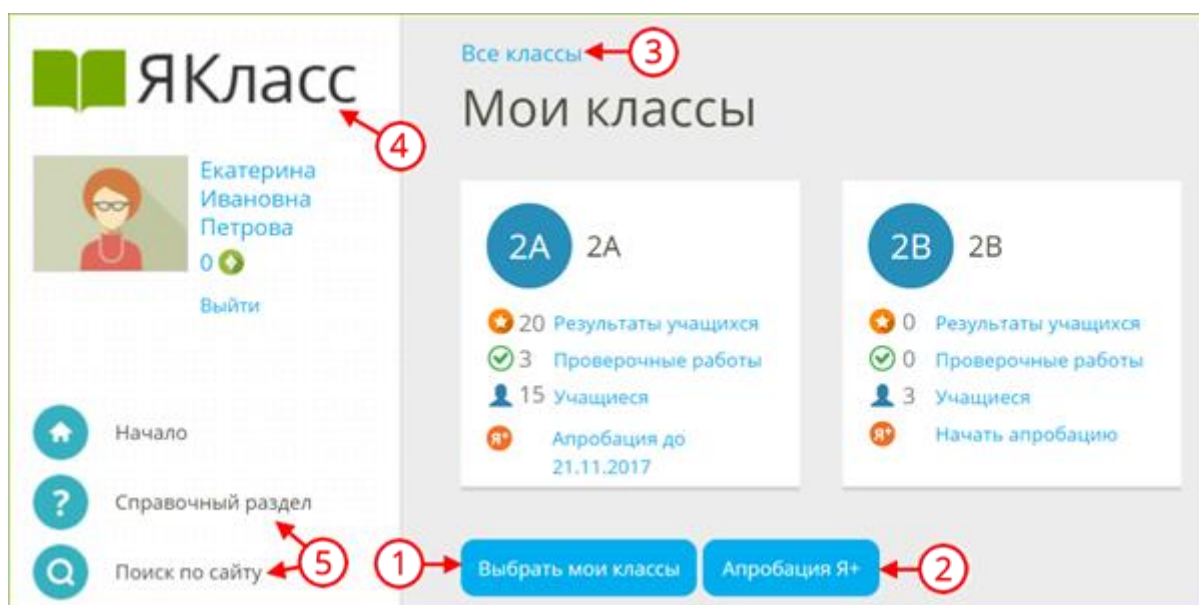 ЯКласс
4
Екатерина
Ивановна
Петрова
0
Выйти
Начало
? Справочный раздел
5
Поиск по сайту
Все классы
3
Мои классы
2А 2А
20 Результаты учащихся
3 Проверочные работы
15 Учащиеся
Я+ Апробация до
21.11.2017
2В 2В
0 Результаты учащихся
0 Проверочные работы
3 Учащиеся
Я+ Начать апробацию
1
Выбрать мои классы
Апробация Я+
2